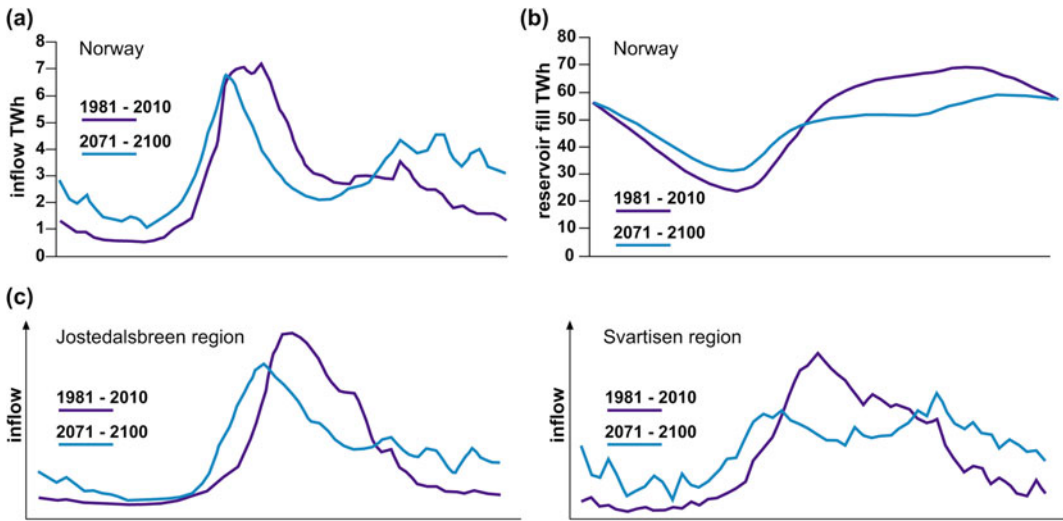 (a)
Norway
inflow TWh
8
7
6
5
4
3
2
1
0
1981 - 2010
2071 - 2100
(b)
Norway
reservoir fill TWh
80
70
60
50
40
30
20
10
0
1981 - 2010
2071 - 2100
(c)
Jostedalsbreen region
inflow
1981 - 2010
2071 - 2100
Svartisen region
inflow
1981 - 2010
2071 - 2100